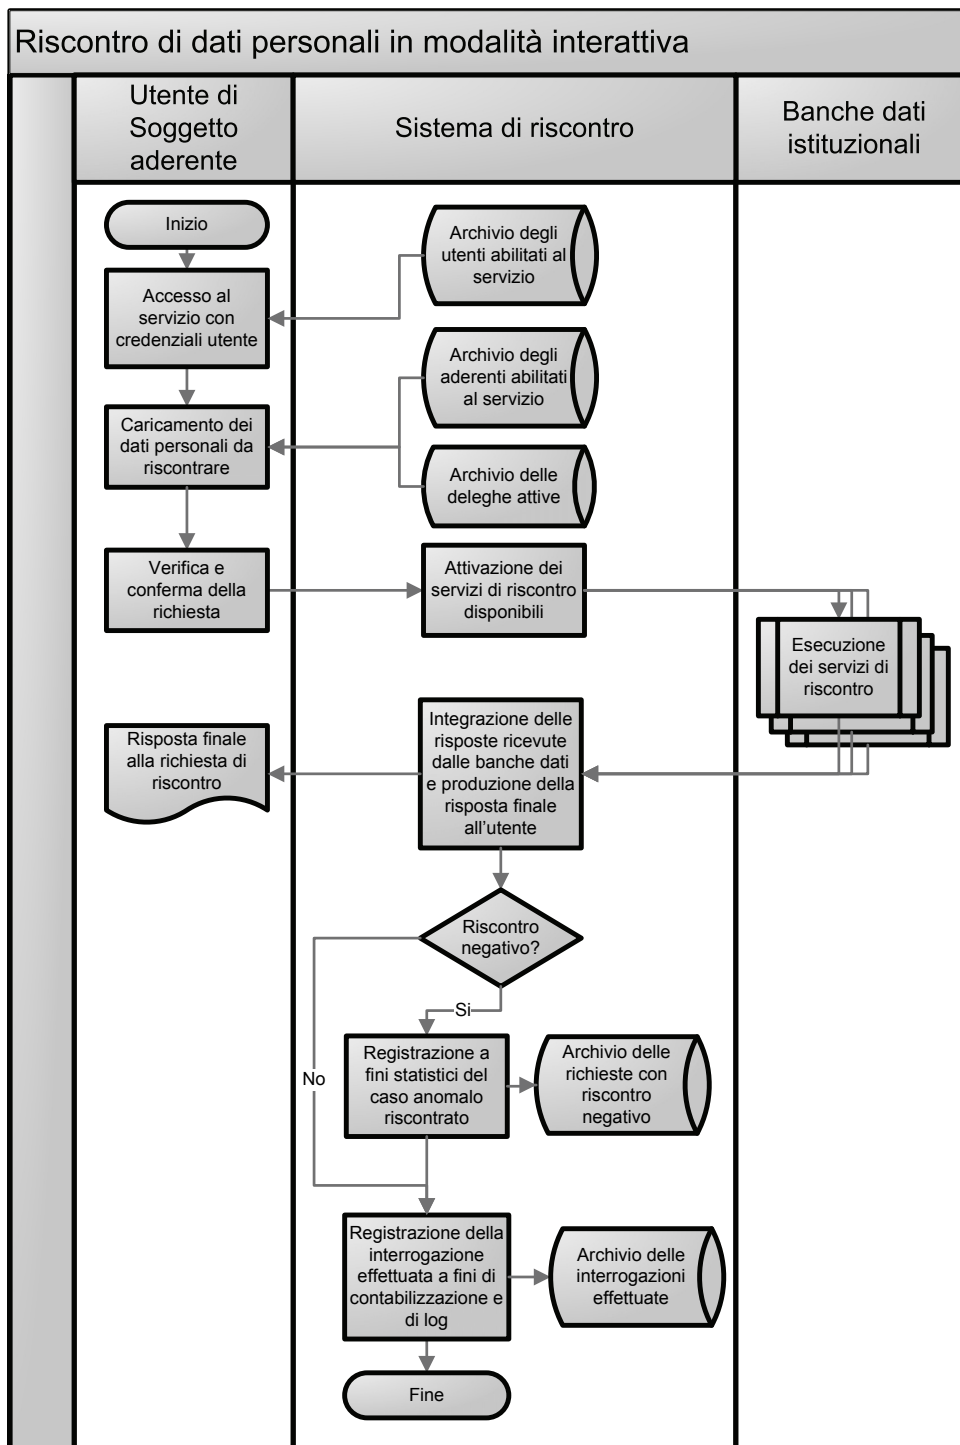 Riscontro di dati personali in modalità interattiva
Utente di
Soggetto
aderente
Sistema di riscontro
Banche dati
istituzionali
Inizio
Archivio degli
utenti abilitati al
servizio
Accesso al
servizio con
credenziali utente
Archivio degli
aderenti abilitati
al servizio
Caricamento dei
dati personali da
riscontrare
Archivio delle
deleghe attive
Verifica e
conferma della
richiesta
Attivazione dei
servizi di riscontro
disponibili
Esecuzione
dei servizi di
riscontro
Risposta finale
alla richiesta di
riscontro
Integrazione delle
risposte ricevute
dalle banche dati
e produzione della
risposta finale
all'utente
Riscontro
negativo?
Si
No
Registrazione a
fini statistici del
caso anomalo
riscontrato
Archivio delle
richieste con
riscontro
negativo
Registrazione della
interrogazione
effettuata a fini di
contabilizzazione e
di log
Archivio delle
interrogazioni
effettuate
Fine